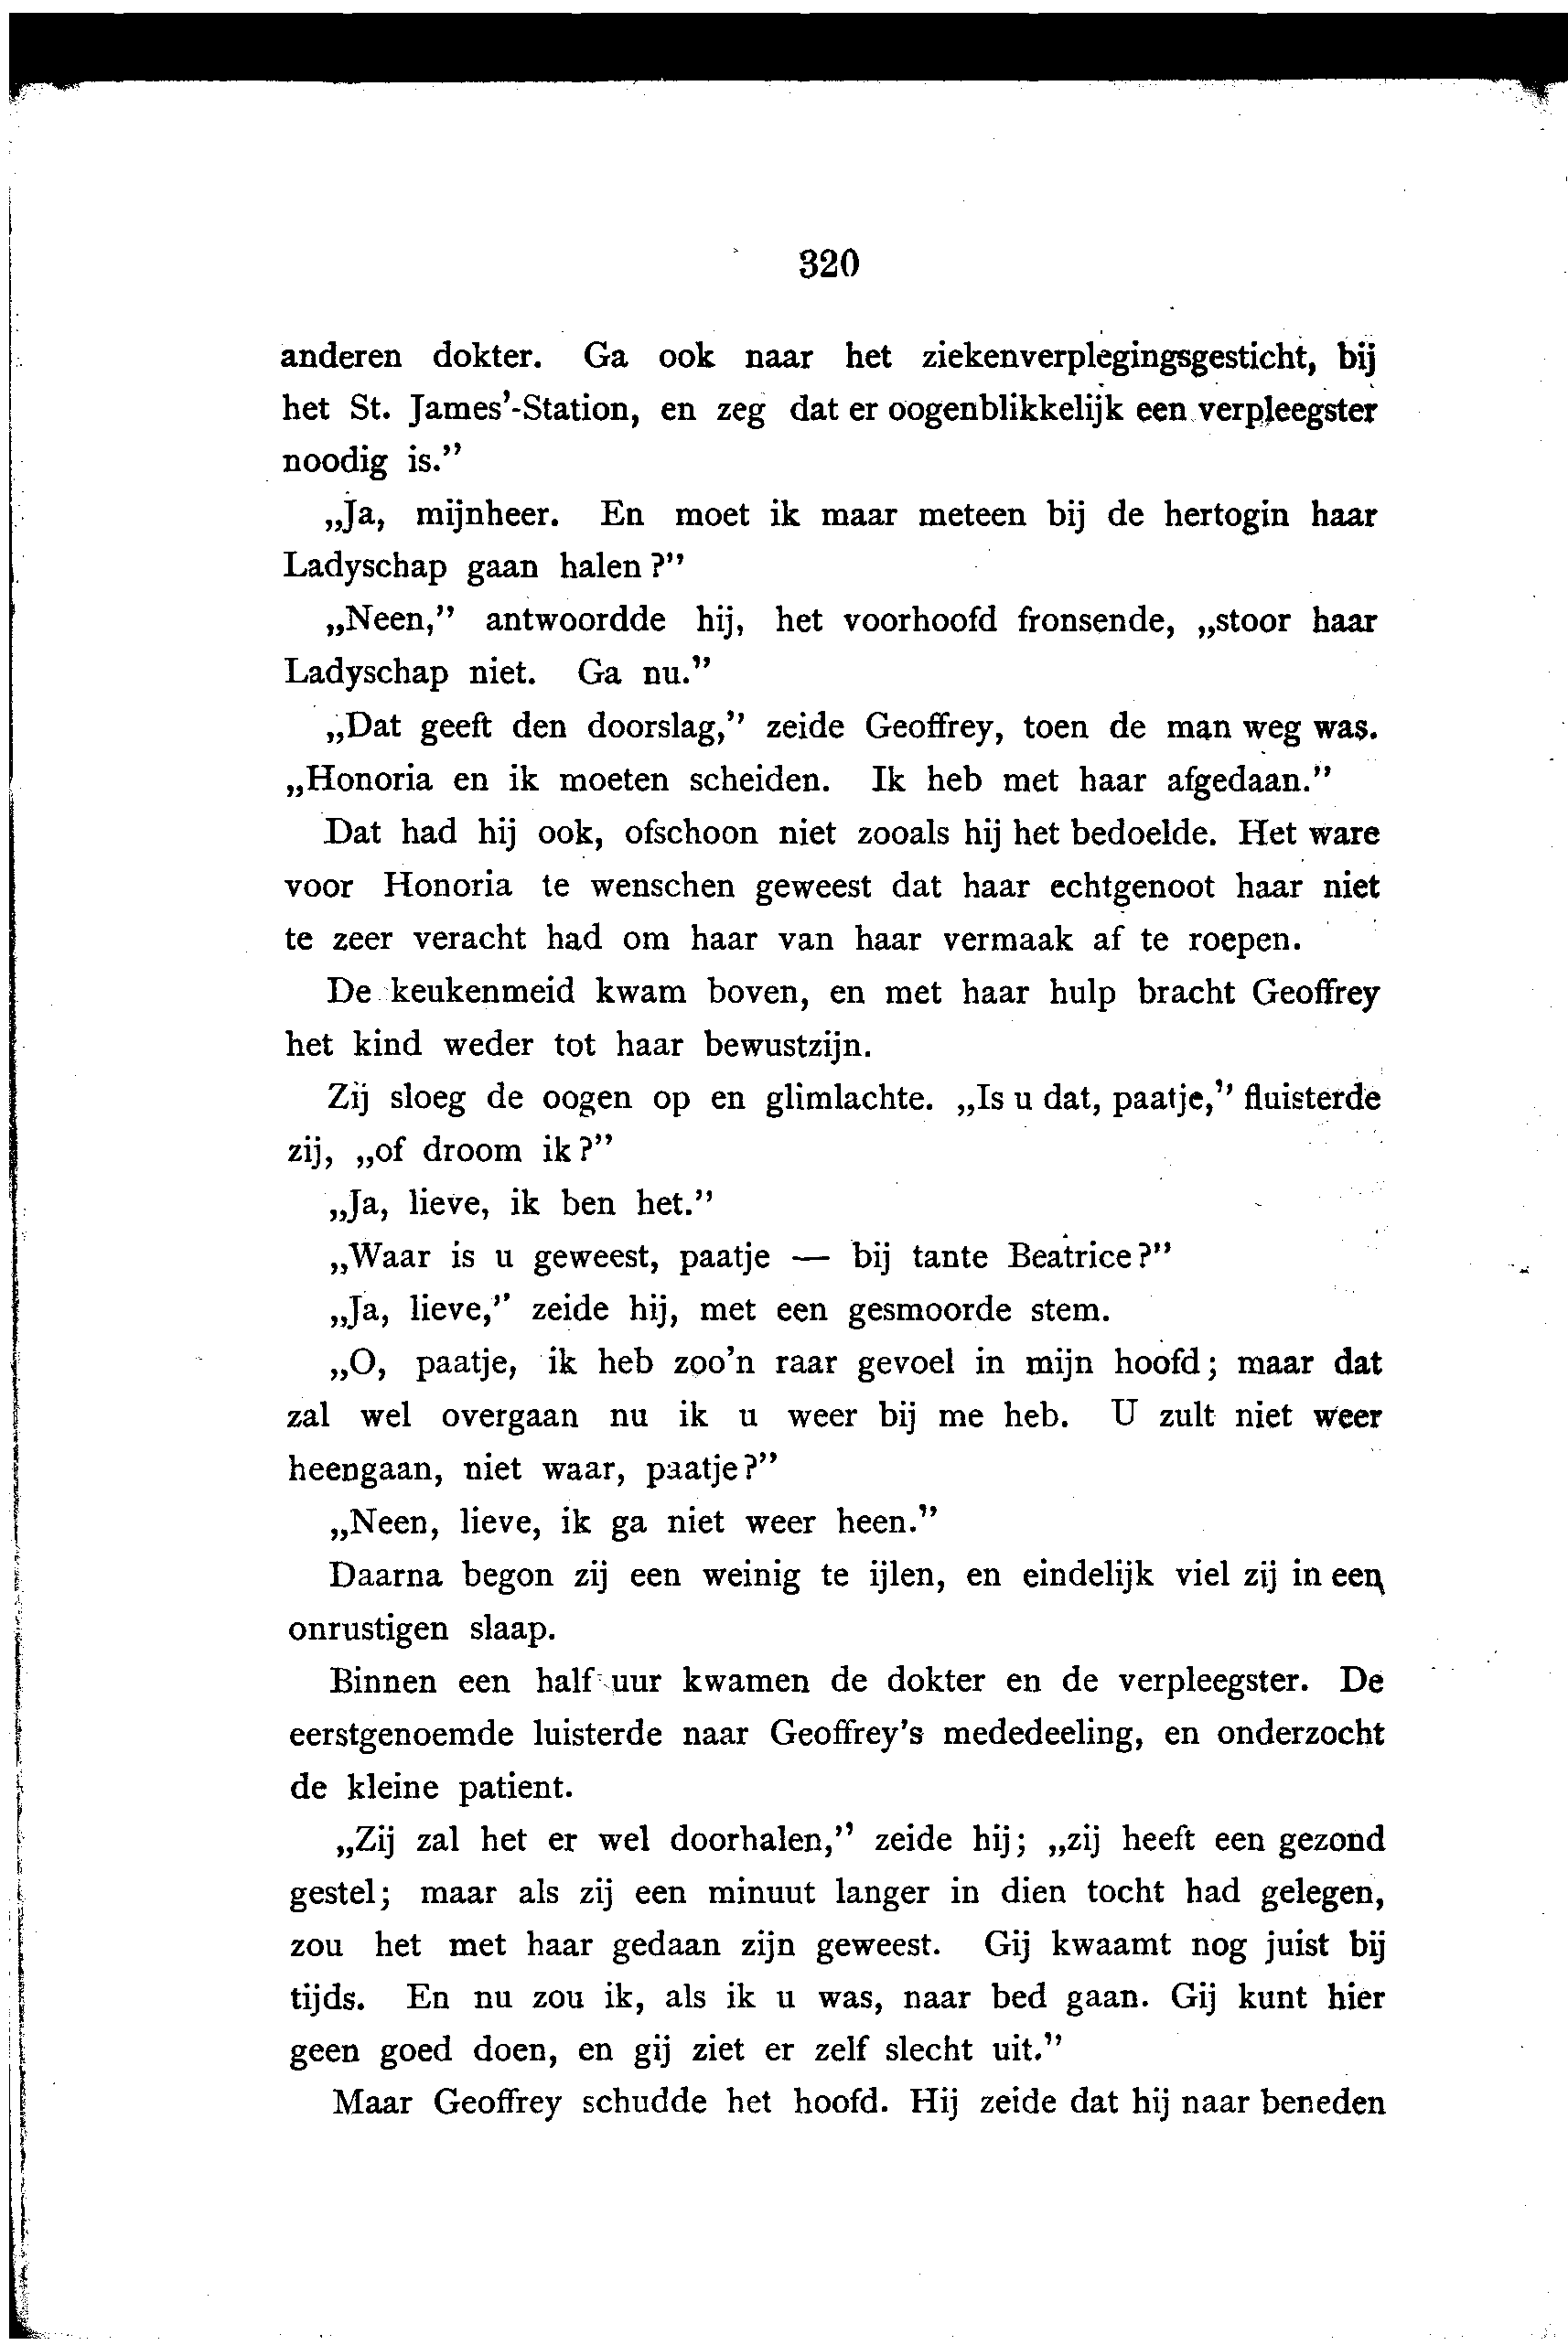 320
anderen dokter. Ga ook naar het ziekenverplegingsgesticht, bij
het St. James'-Station, en zeg dat er oogenblikkelijk een verpleegster
noodig is.”
„Ja, mijnheer. En moet ik maar meteen bij de hertogin haar
Ladyschap gaan halen?”
„Neen,” antwoordde hij, het voorhoofd fronsende, „stoor haar
Ladyschap niet. Ga nu.”
„Dat geeft den doorslag,” zeide Geoffrey, toen de man weg was.
„Honoria en ik moeten scheiden. Ik heb met haar afgedaan.”
Dat had hij ook, ofschoon niet zooals hij het bedoelde. Het ware
voor Honoria te wenschen geweest dat haar echtgenoot haar niet
te zeer veracht had om haar van haar vermaak af te roepen.
De keukenmeid kwam boven, en met haar hulp bracht Geoffrey
het kind weder tot haar bewustzijn.
Zij sloeg de oogen op en glimlachte. „Is u dat, paatje,” fluisterde
zij, „of droom ik?”
„Ja, lieve, ik ben het.”
„Waar is u geweest, paatje — bij tante Beatrice?”
„Ja, lieve,” zeide hij, met een gesmoorde stem.
„O, paatje, ik heb zoo'n raar gevoel in mijn hoofd; maar dat
zal wel overgaan nu ik u weer bij me heb. U zult niet weer
heengaan, niet waar, paatje?”
„Neen, lieve, ik ga niet weer heen.”
Daarna begon zij een weinig te ijlen, en eindelijk viel zij in een
onrustigen slaap.
Binnen een half uur kwamen de dokter en de verpleegster. De
eerstgenoemde luisterde naar Geoffrey's mededeeling, en onderzocht
de kleine patient.
„Zij zal het er wel doorhalen,” zeide hij; „zij heeft een gezond
gestel; maar als zij een minuut langer in dien tocht had gelegen,
zou het met haar gedaan zijn geweest. Gij kwaamt nog juist bij
tijds. En nu zou ik, als ik u was, naar bed gaan. Gij kunt hier
geen goed doen, en gij ziet er zelf slecht uit.”
Maar Geoffrey schudde het hoofd. Hij zeide dat hij naar beneden